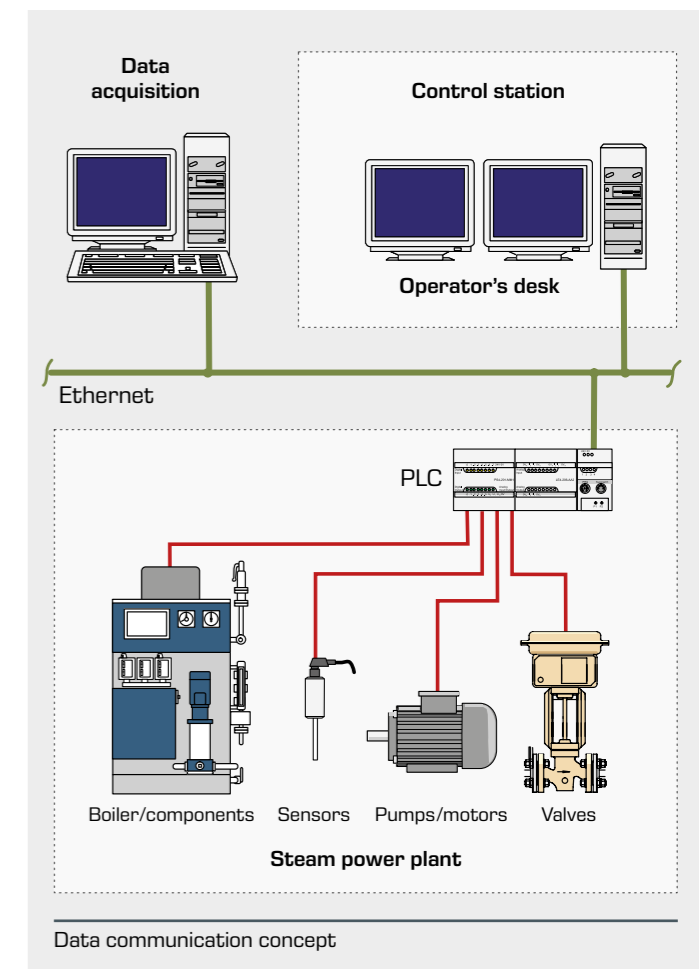 Data
acquisition
Control station
Operator's desk
Ethernet
PLC
Boiler/components
Sensors
Pumps/motors
Valves
Steam power plant
Data communication concept